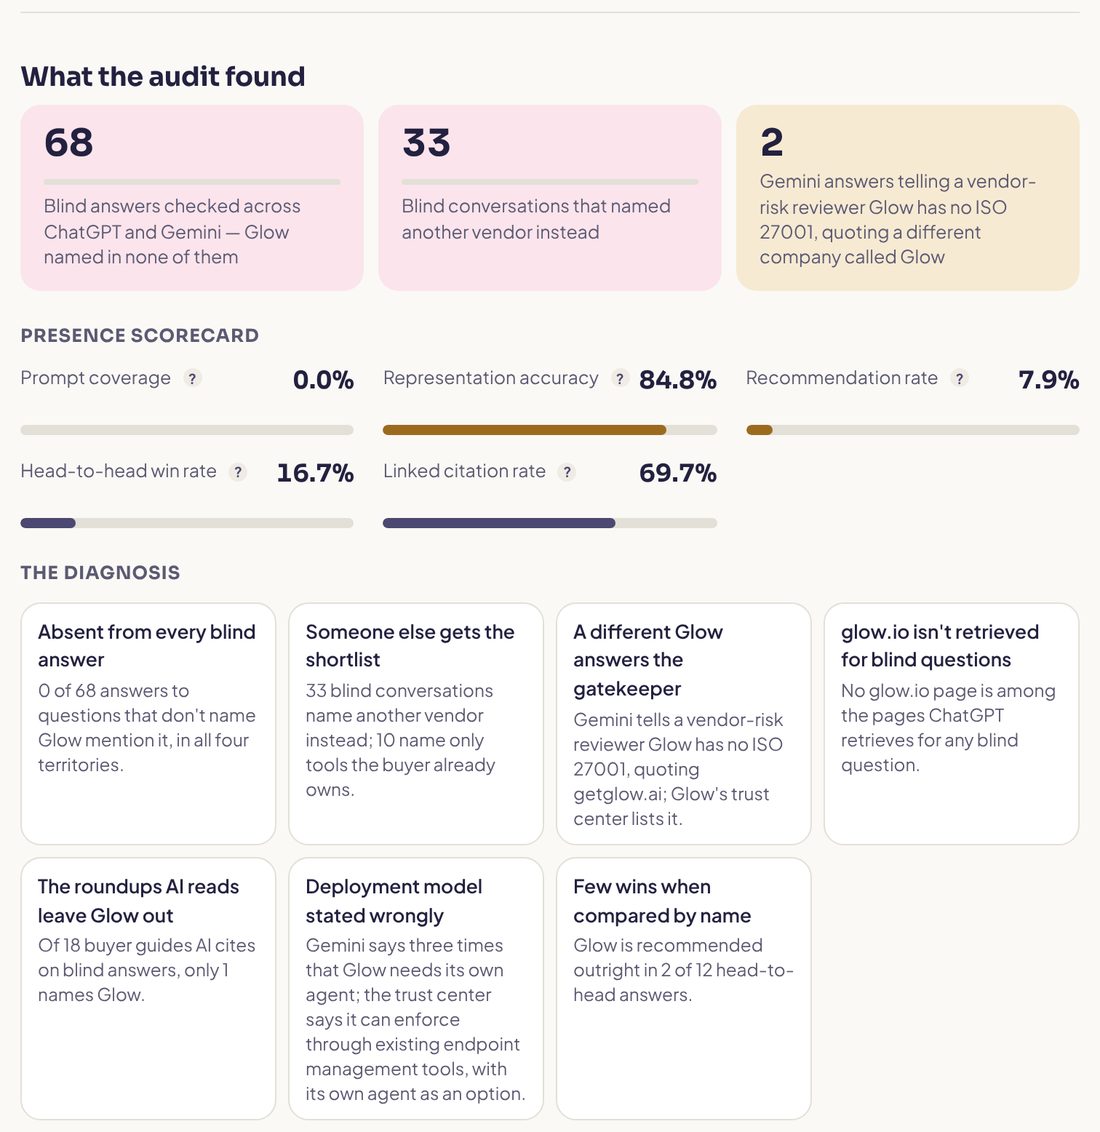 What the audit found
68
Blind answers checked across
ChatGPT and Gemini — Glow
named in none of them
33
Blind conversations that named
another vendor instead
2
Gemini answers telling a vendor-
risk reviewer Glow has no ISO
27001, quoting a different
company called Glow
PRESENCE SCORECARD
Prompt coverage ? 0.0%
Representation accuracy ? 84.8%
Recommendation rate ? 7.9%
Head-to-head win rate ? 16.7%
Linked citation rate ? 69.7%
THE DIAGNOSIS
Absent from every blind
answer
0 of 68 answers to
questions that don't name
Glow mention it, in all four
territories.
Someone else gets the
shortlist
33 blind conversations
name another vendor
instead; 10 name only
tools the buyer already
owns.
A different Glow
answers the
gatekeeper
Gemini tells a vendor-risk
reviewer Glow has no ISO
27001, quoting
getglow.ai; Glow's trust
center lists it.
glow.io isn't retrieved
for blind questions
No glow.io page is among
the pages ChatGPT
retrieves for any blind
question.
The roundups AI reads
leave Glow out
Of 18 buyer guides AI cites
on blind answers, only 1
names Glow.
Deployment model
stated wrongly
Gemini says three times
that Glow needs its own
agent; the trust center
says it can enforce
through existing endpoint
management tools, with
its own agent as an option.
Few wins when
compared by name
Glow is recommended
outright in 2 of 12 head-to-
head answers.